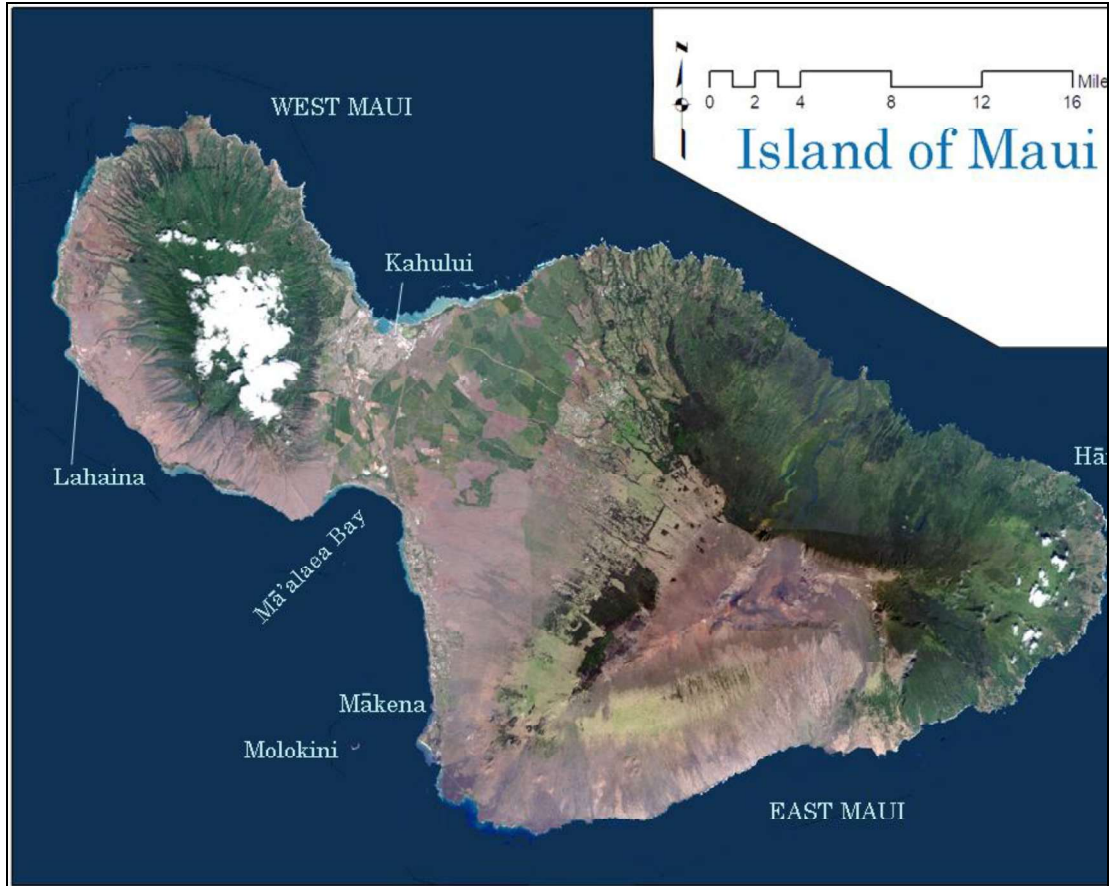 N
Mile
0 2 4 8 12 16
Island of Maui
WEST MAUI
Kahului
Hā
Lahaina
Mā'alaea Bay
Mākena
Molokini
EAST MAUI